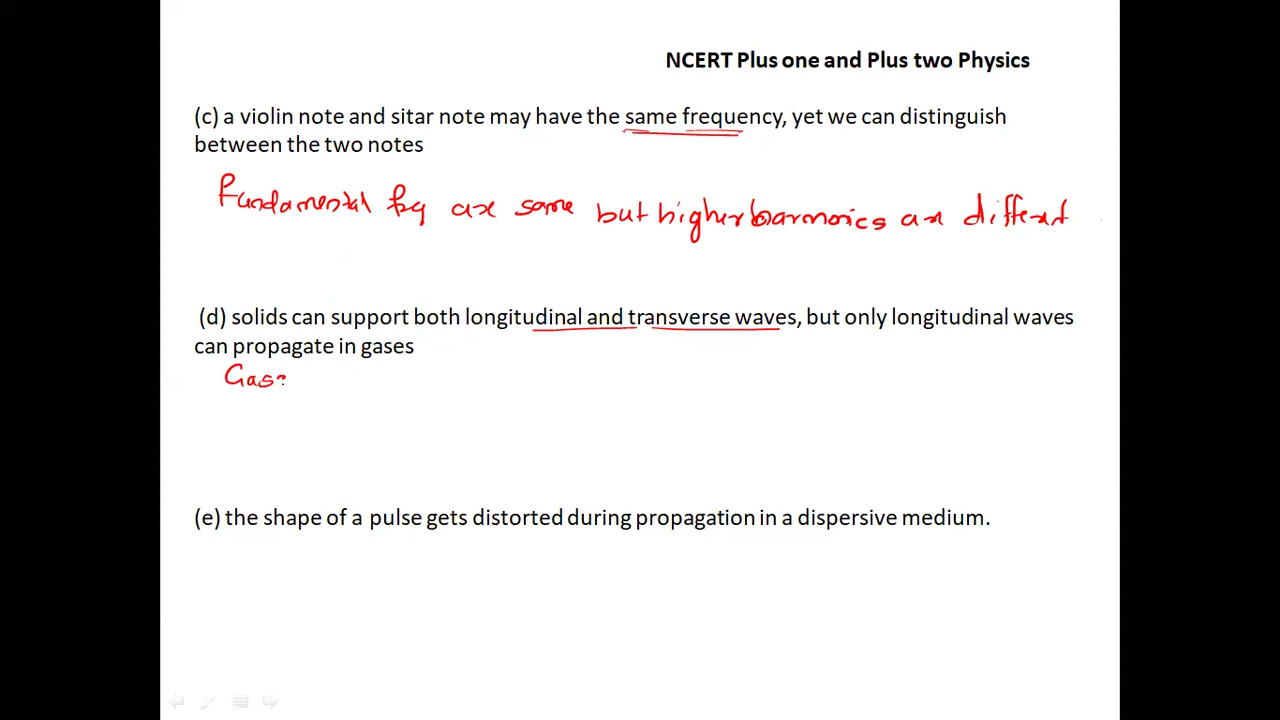 NCERT Plus one and Plus two Physics
(c) a violin note and sitar note may have the same frequency, yet we can distinguish
between the two notes
Fundamental fq are same but higher harmonics are different
(d) solids can support both longitudinal and transverse waves, but only longitudinal waves
can propagate in gases
Gas
(e) the shape of a pulse gets distorted during propagation in a dispersive medium.